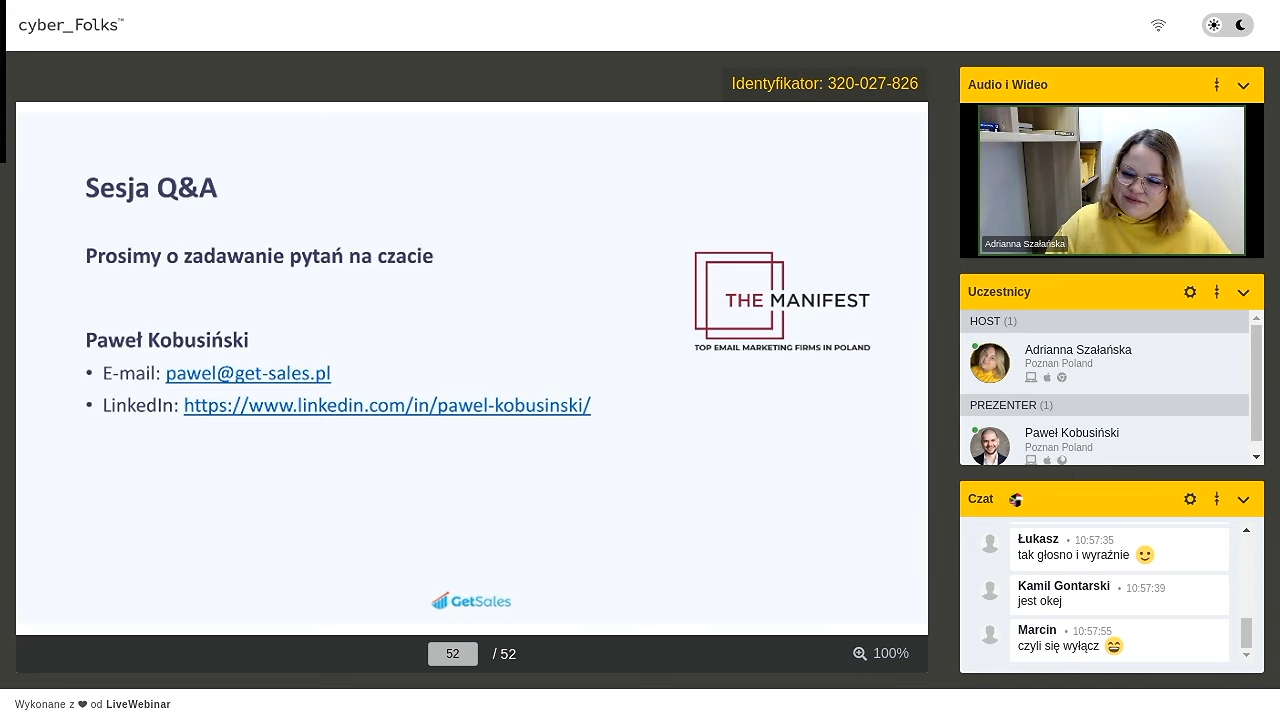 cyber_Folks™
Identyfikator: 320-027-826
Sesja Q&A
Prosimy o zadawanie pytań na czacie
Paweł Kobusiński
• E-mail: pawel@get-sales.pl
• LinkedIn: https://www.linkedin.com/in/pawel-kobusinski/
THE MANIFEST
TOP EMAIL MARKETING FIRMS IN POLAND
GetSales
52 / 52
100%
Audio i Wideo
Adrianna Szałańska
Uczestnicy
HOST (1)
Adrianna Szałańska
Poznan Poland
PREZENTER (1)
Paweł Kobusiński
Poznan Poland
Czat
Łukasz • 10:57:35
tak głosno i wyraźnie
Kamil Gontarski • 10:57:39
jest okej
Marcin • 10:57:55
czyli się wyłącz
Wykonane z ❤ od LiveWebinar